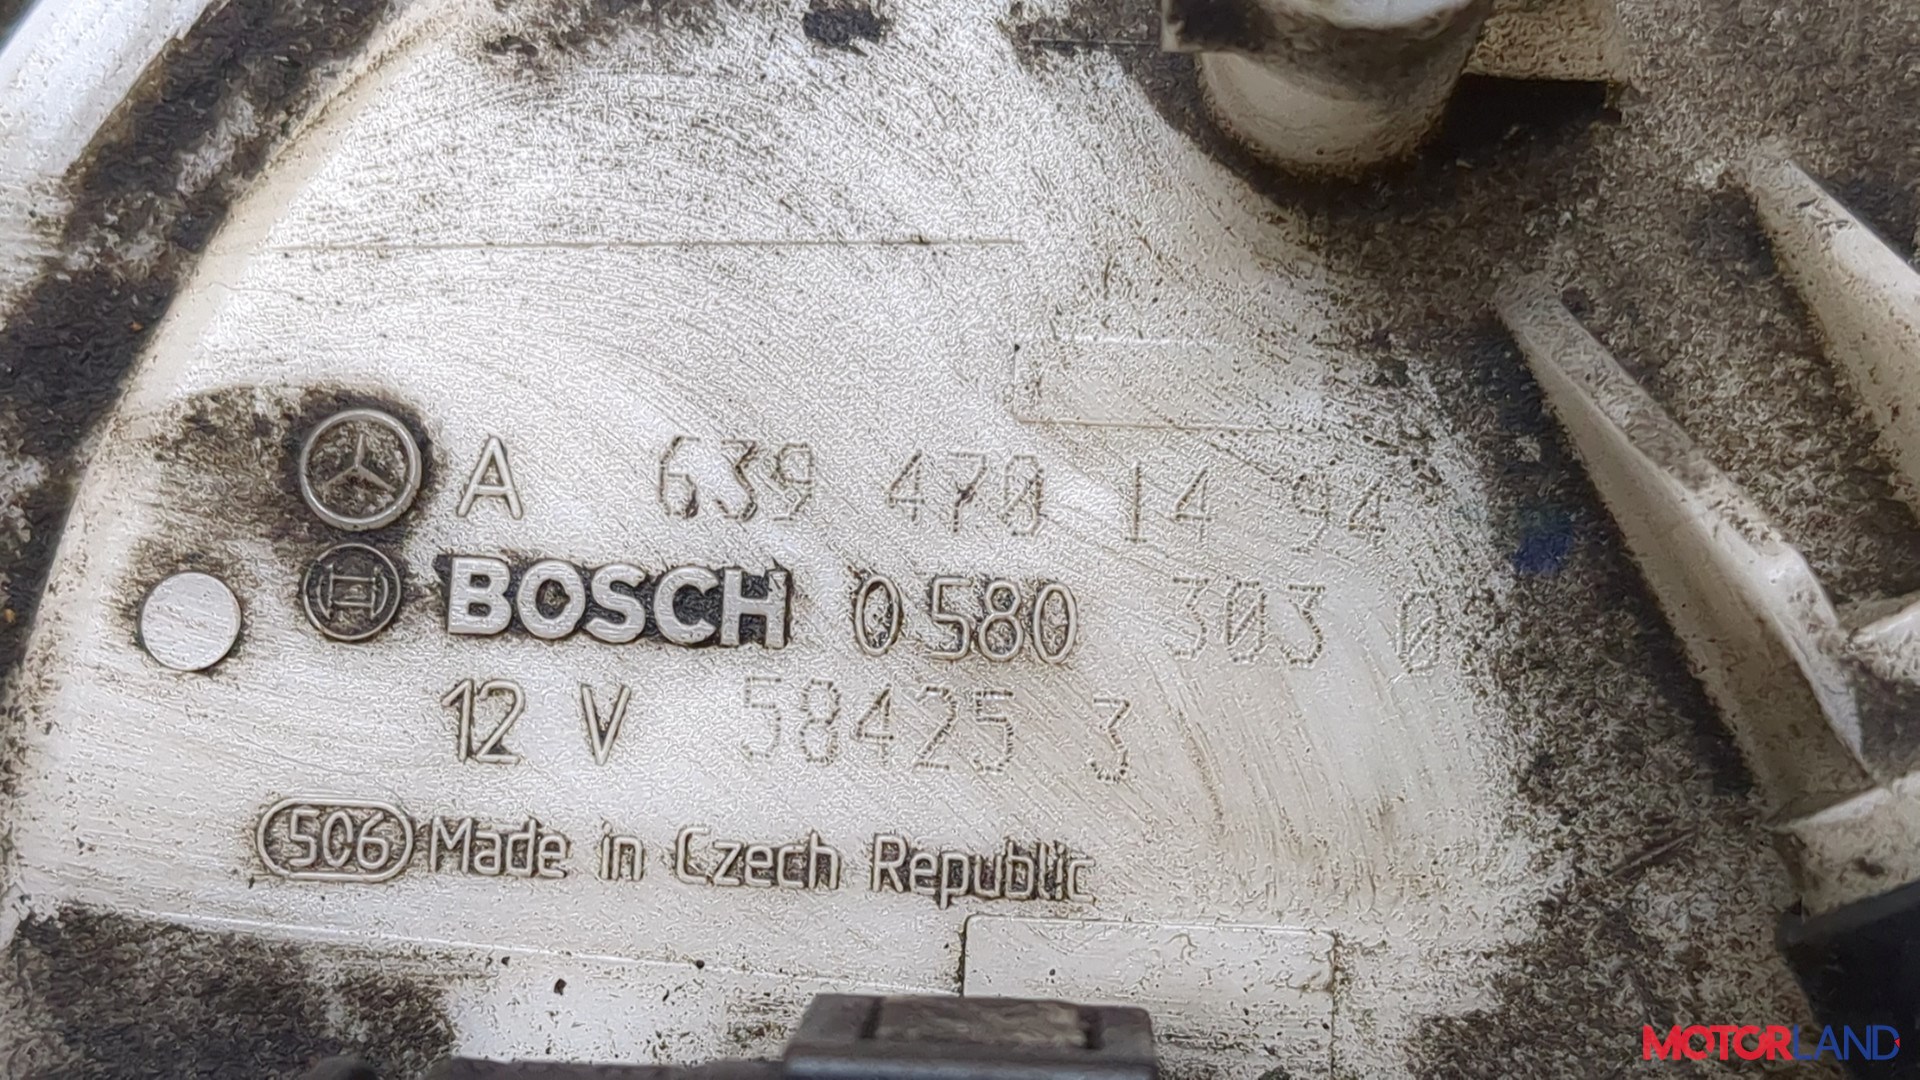 A 639 470 14 94
BOSCH 0 580 303 0
12 V 58425 3
506 Made in Czech Republic
MOTORLAND